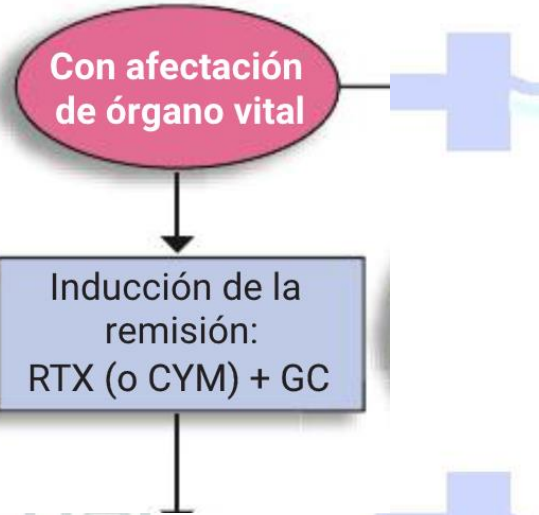 Con afectación
de órgano vital
Inducción de la
remisión:
RTX (o CYM) + GC